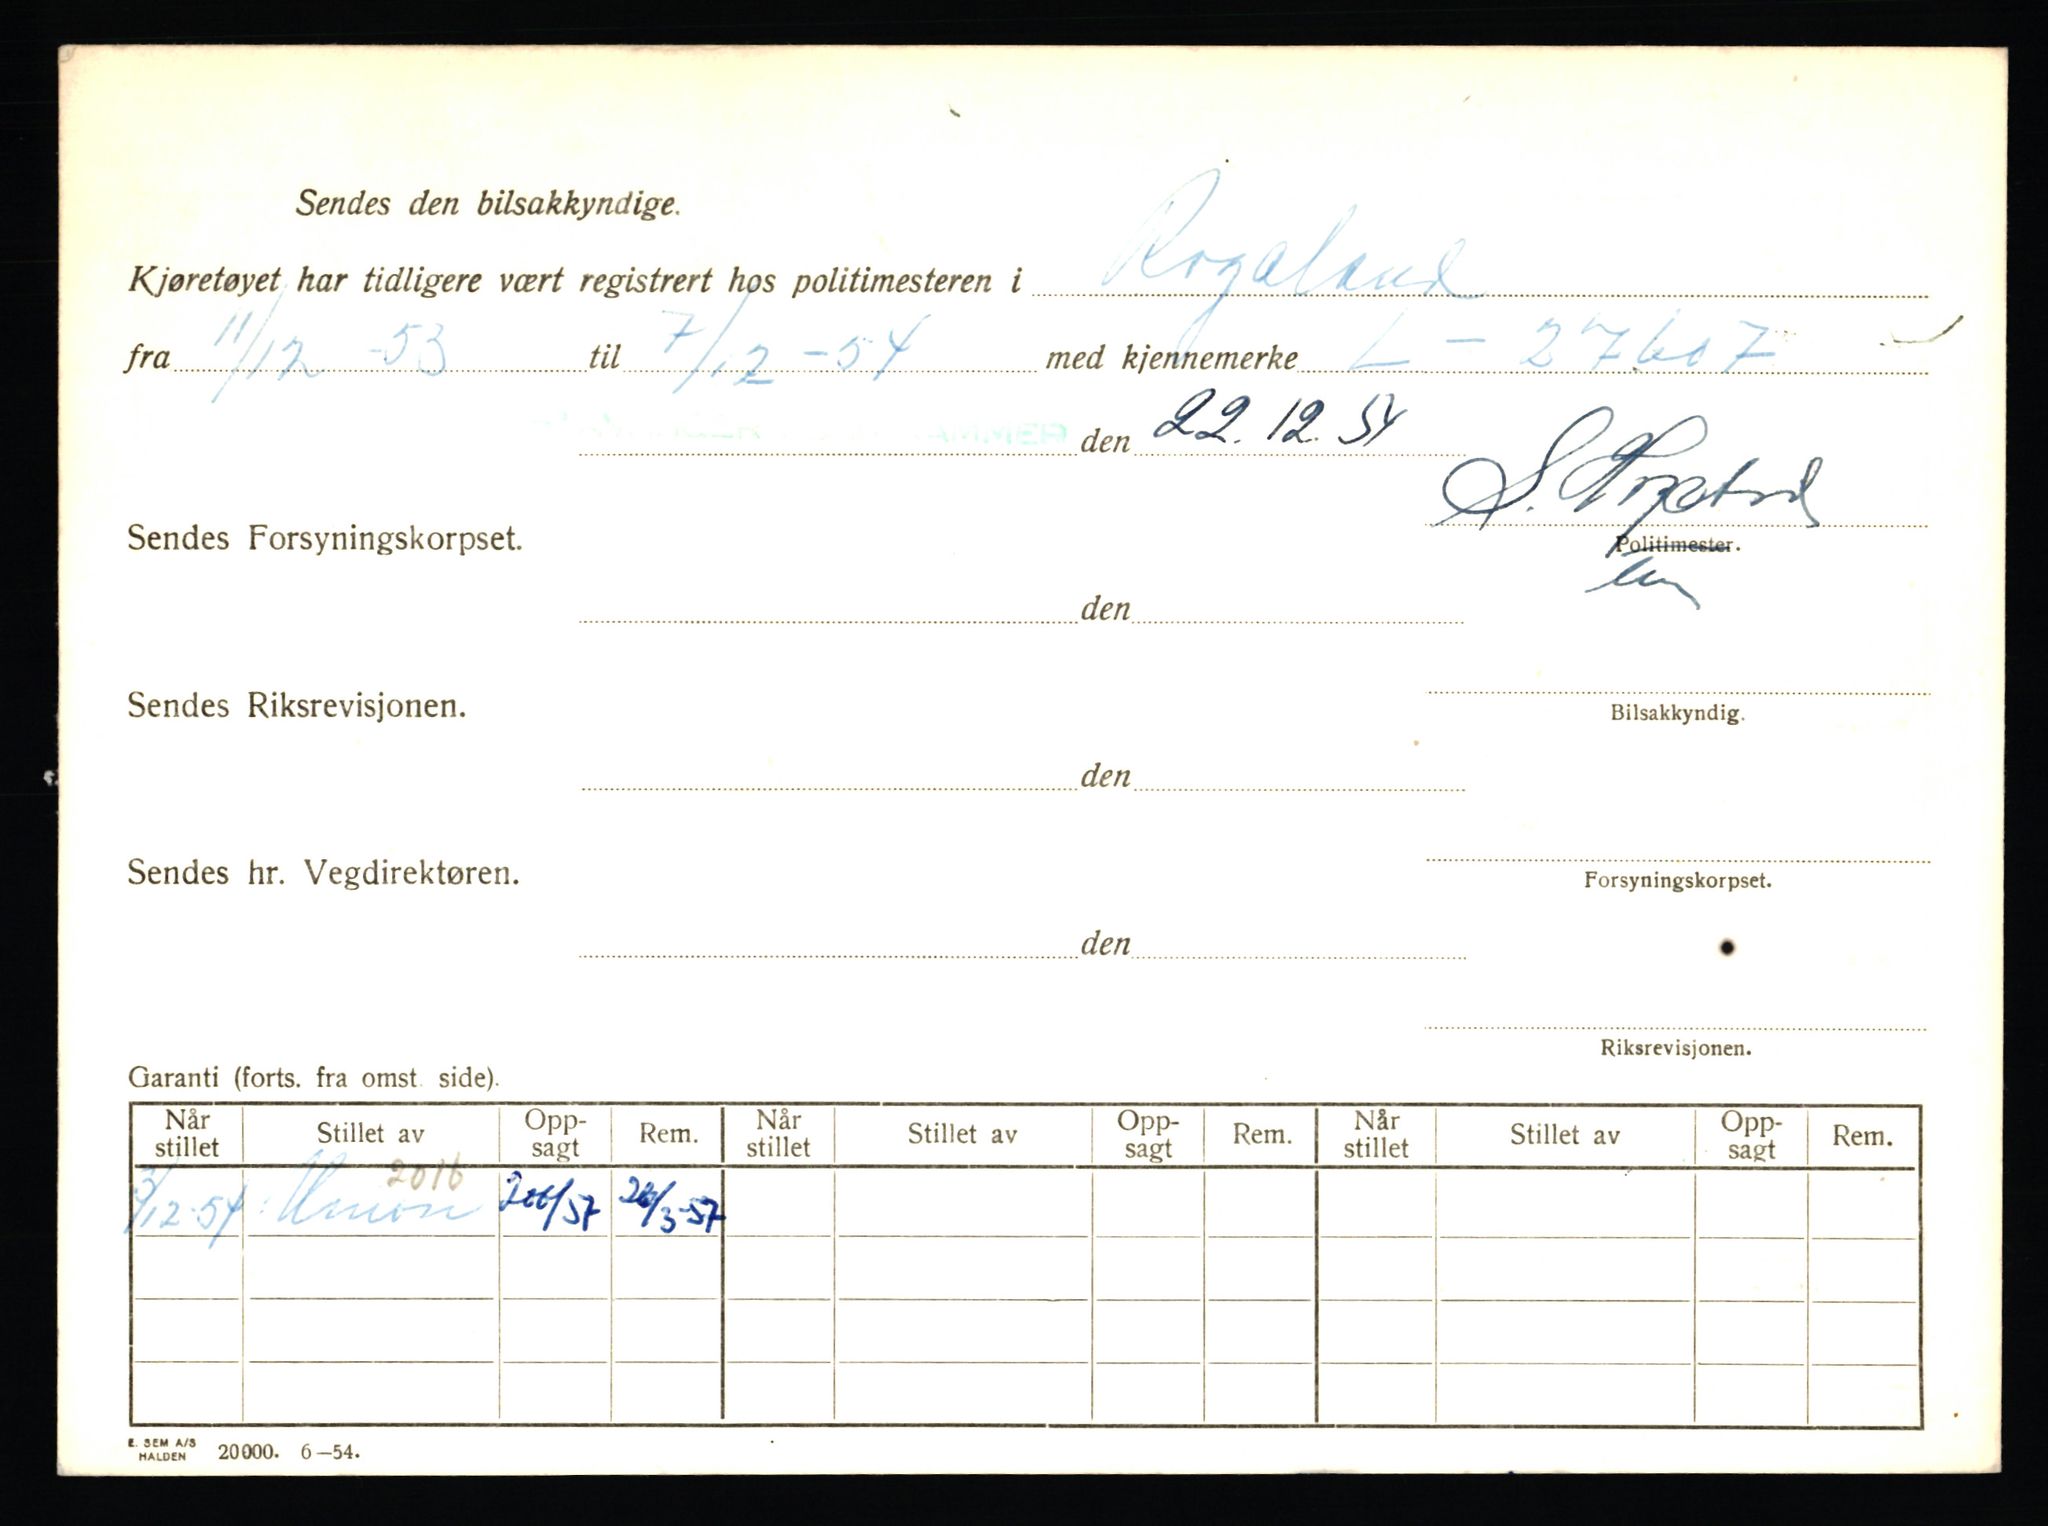 Sendes den bilsakkyndige.
Kjøretøyet har tidligere vært registrert hos politimesteren i Rogaland
fra 11/12 -53 til 7/12 -54 med kjennemerke L - 27607
den 22.12.54
S.
Sendes Forsyningskorpset.
Politimester.
den
Sendes Riksrevisjonen.
Bilsakkyndig.
den
Sendes hr. Vegdirektøren.
Forsyningskorpset.
den
Riksrevisjonen.
Garanti (forts. fra omst. side).
Når stillet Stillet av Opp-sagt Rem. Når stillet Stillet av Opp-sagt Rem. Når stillet Stillet av Opp-sagt Rem.
2016
3/12-54 /57 26/3-57
E. SEM A/S
HALDEN 20000. 6-54.